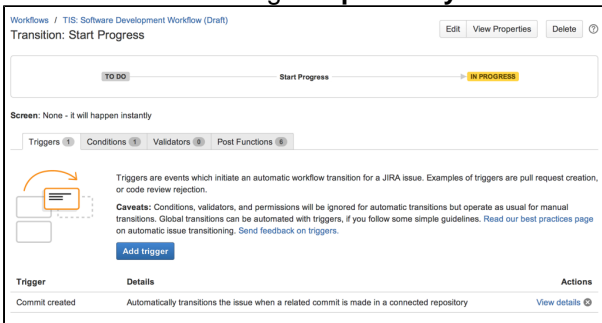 Workflows / TIS: Software Development Workflow (Draft)
Transition: Start Progress
Edit View Properties Delete
TO DO Start Progress IN PROGRESS
Screen: None - it will happen instantly
Triggers 1 Conditions 1 Validators 0 Post Functions 6
Triggers are events which initiate an automatic workflow transition for a JIRA issue. Examples of triggers are pull request creation,
or code review rejection.
Caveats: Conditions, validators, and permissions will be ignored for automatic transitions but operate as usual for manual
transitions. Global transitions can be automated with triggers, if you follow some simple guidelines. Read our best practices page
on automatic issue transitioning. Send feedback on triggers.
Add trigger
Trigger Details Actions
Commit created Automatically transitions the issue when a related commit is made in a connected repository View details